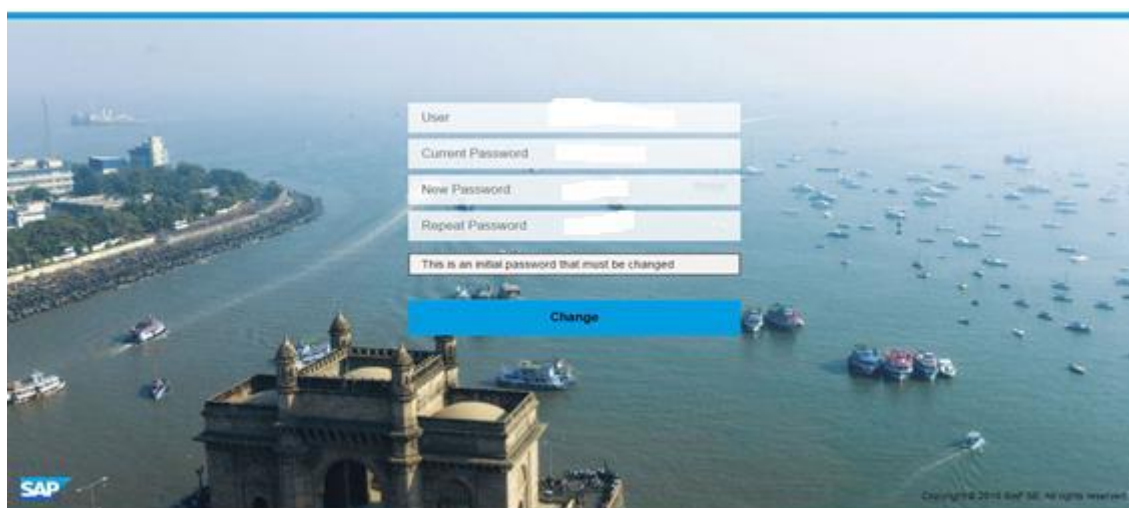 User
Current Password
New Password
Repeat Password
This is an initial password that must be changed
Change
SAP